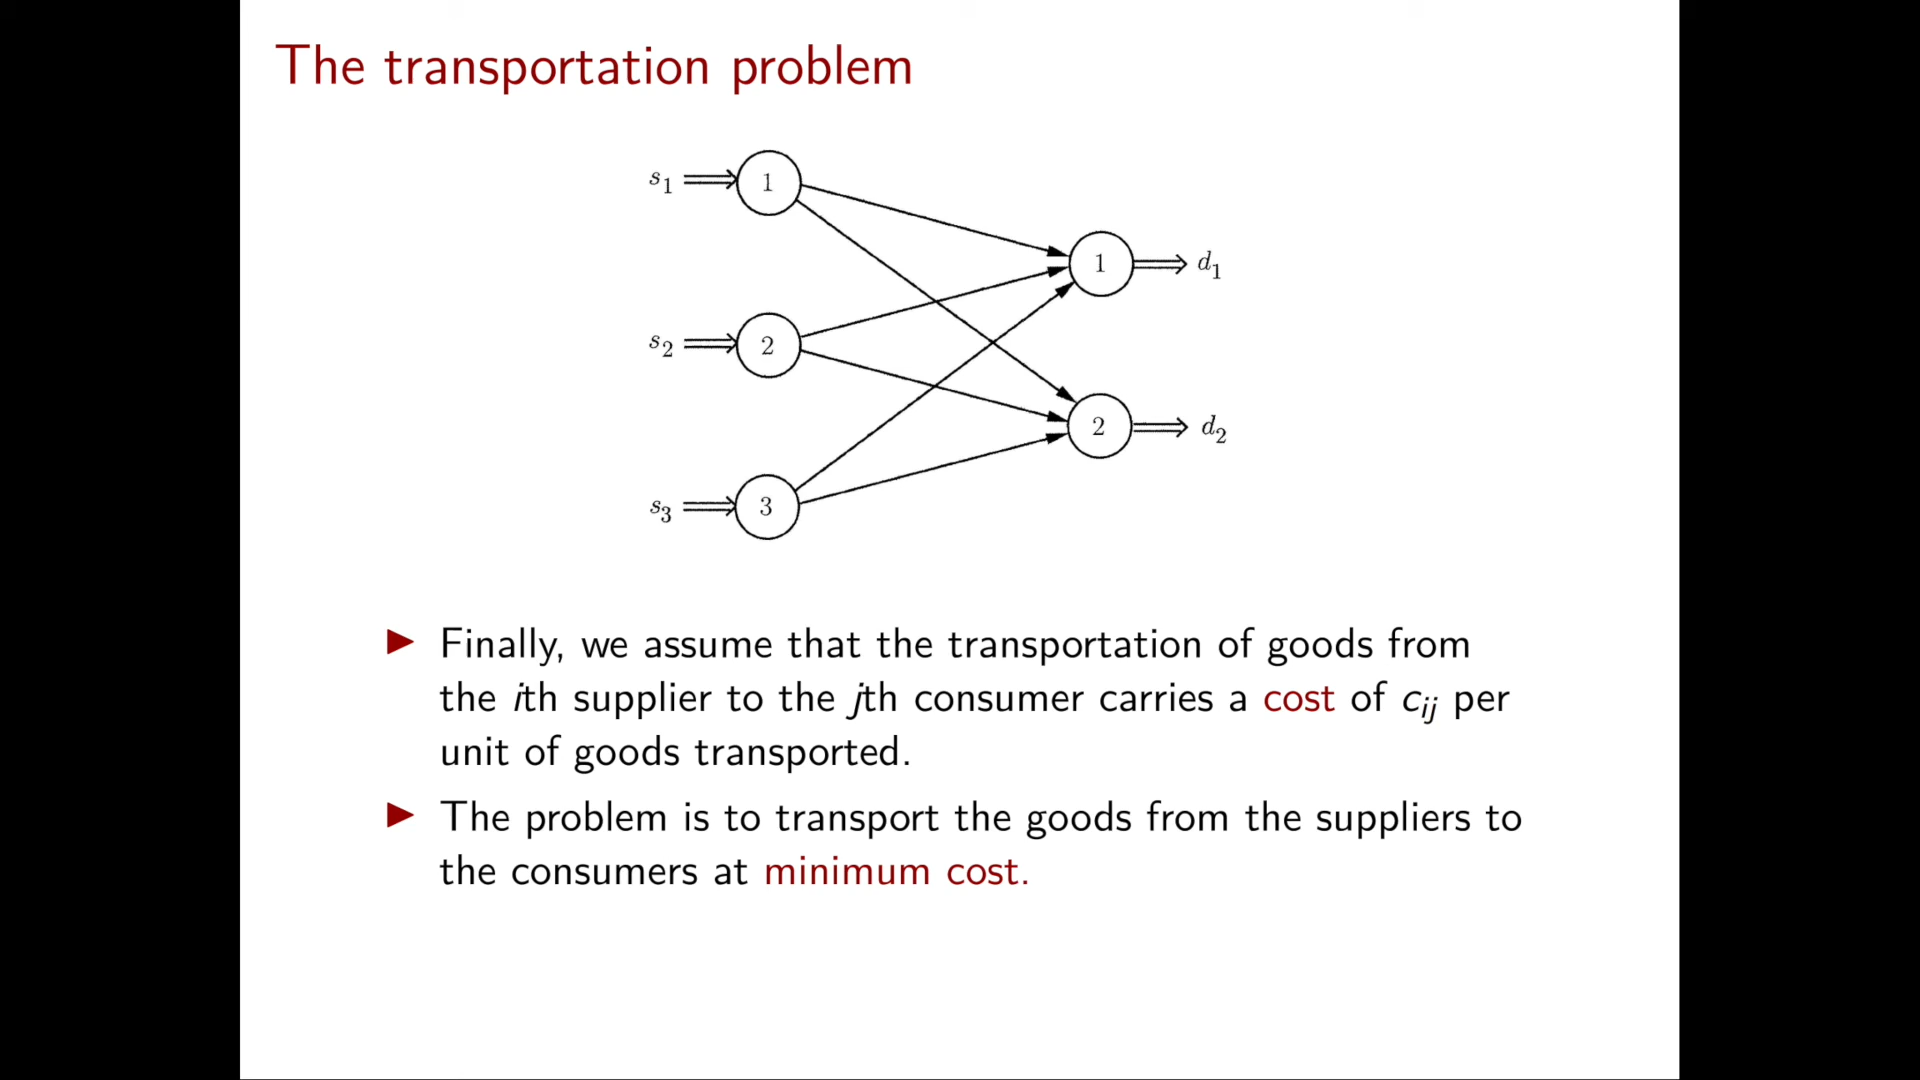 The transportation problem
s1 1
1 d1
s2 2
2 d2
s3 3
▶ Finally, we assume that the transportation of goods from
the ith supplier to the jth consumer carries a cost of cij per
unit of goods transported.
▶ The problem is to transport the goods from the suppliers to
the consumers at minimum cost.